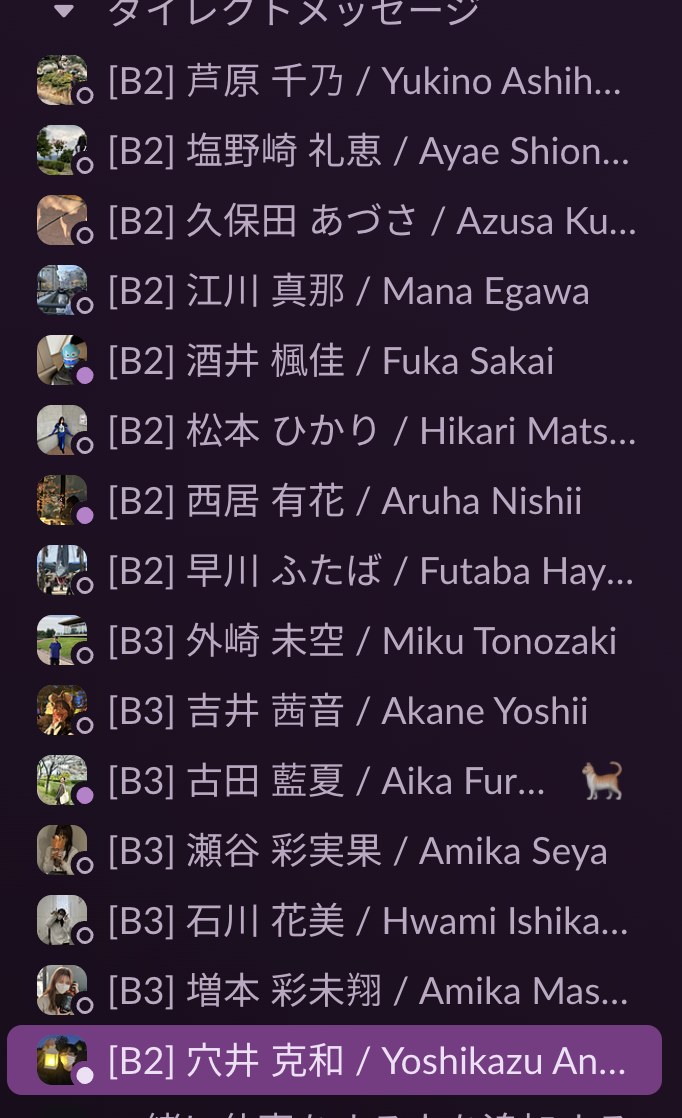 ダイレクトメッセージ
[B2] 芦原 千乃 / Yukino Ashih...
[B2] 塩野崎 礼恵 / Ayae Shion...
[B2] 久保田 あづさ / Azusa Ku...
[B2] 江川 真那 / Mana Egawa
[B2] 酒井 楓佳 / Fuka Sakai
[B2] 松本 ひかり / Hikari Mats...
[B2] 西居 有花 / Aruha Nishii
[B2] 早川 ふたば / Futaba Hay...
[B3] 外崎 未空 / Miku Tonozaki
[B3] 吉井 茜音 / Akane Yoshii
[B3] 古田 藍夏 / Aika Fur...
[B3] 瀬谷 彩実果 / Amika Seya
[B3] 石川 花美 / Hwami Ishika...
[B3] 増本 彩未翔 / Amika Mas...
[B2] 穴井 克和 / Yoshikazu An...